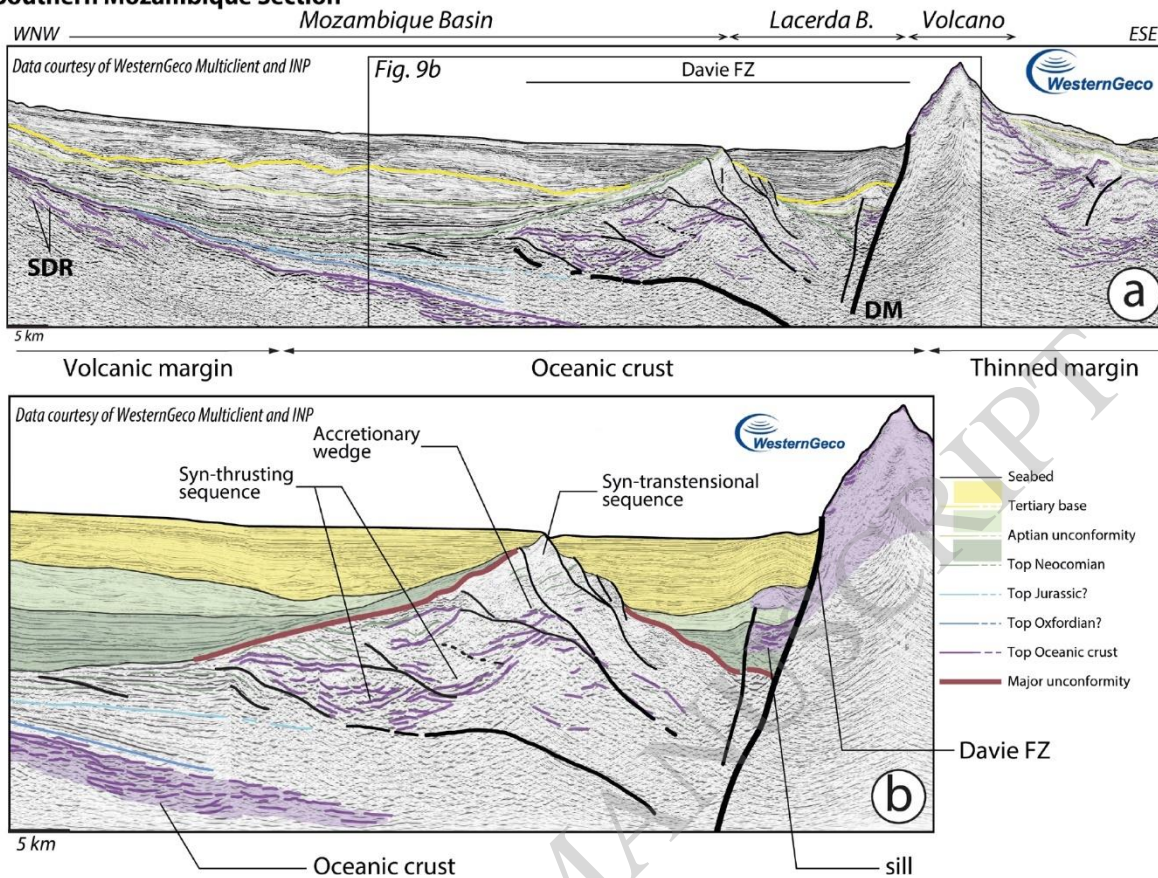 Southern Mozambique Section
Mozambique Basin
Lacerda B.
Volcano
WNW
ESE
Data courtesy of WesternGeco Multiclient and INP
Fig. 9b
Davie FZ
WesternGeco
SDR
DM
a
5 km
Volcanic margin
Oceanic crust
Thinned margin
Data courtesy of WesternGeco Multiclient and INP
Accretionary
wedge
WesternGeco
Syn-thrusting
sequence
Syn-transtensional
sequence
Seabed
Tertiary base
Aptian unconformity
Top Neocomian
Top Jurassic?
Top Oxfordian?
Top Oceanic crust
Major unconformity
Davie FZ
b
5 km
Oceanic crust
sill
MANUSCRIPT